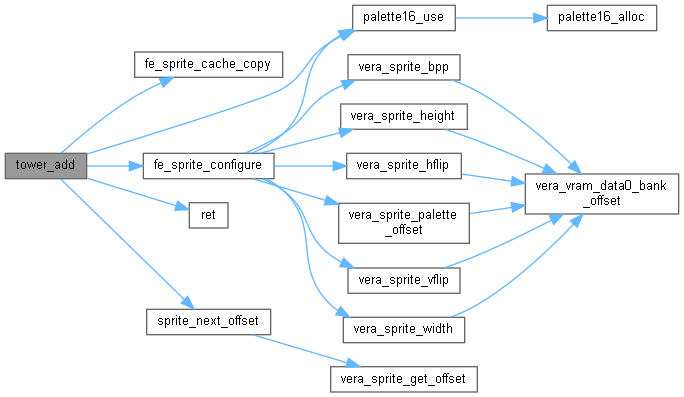 palette16_use
palette16_alloc
fe_sprite_cache_copy
vera_sprite_bpp
vera_sprite_height
tower_add
fe_sprite_configure
vera_sprite_hflip
vera_vram_data0_bank
_offset
ret
vera_sprite_palette
_offset
vera_sprite_vflip
sprite_next_offset
vera_sprite_width
vera_sprite_get_offset